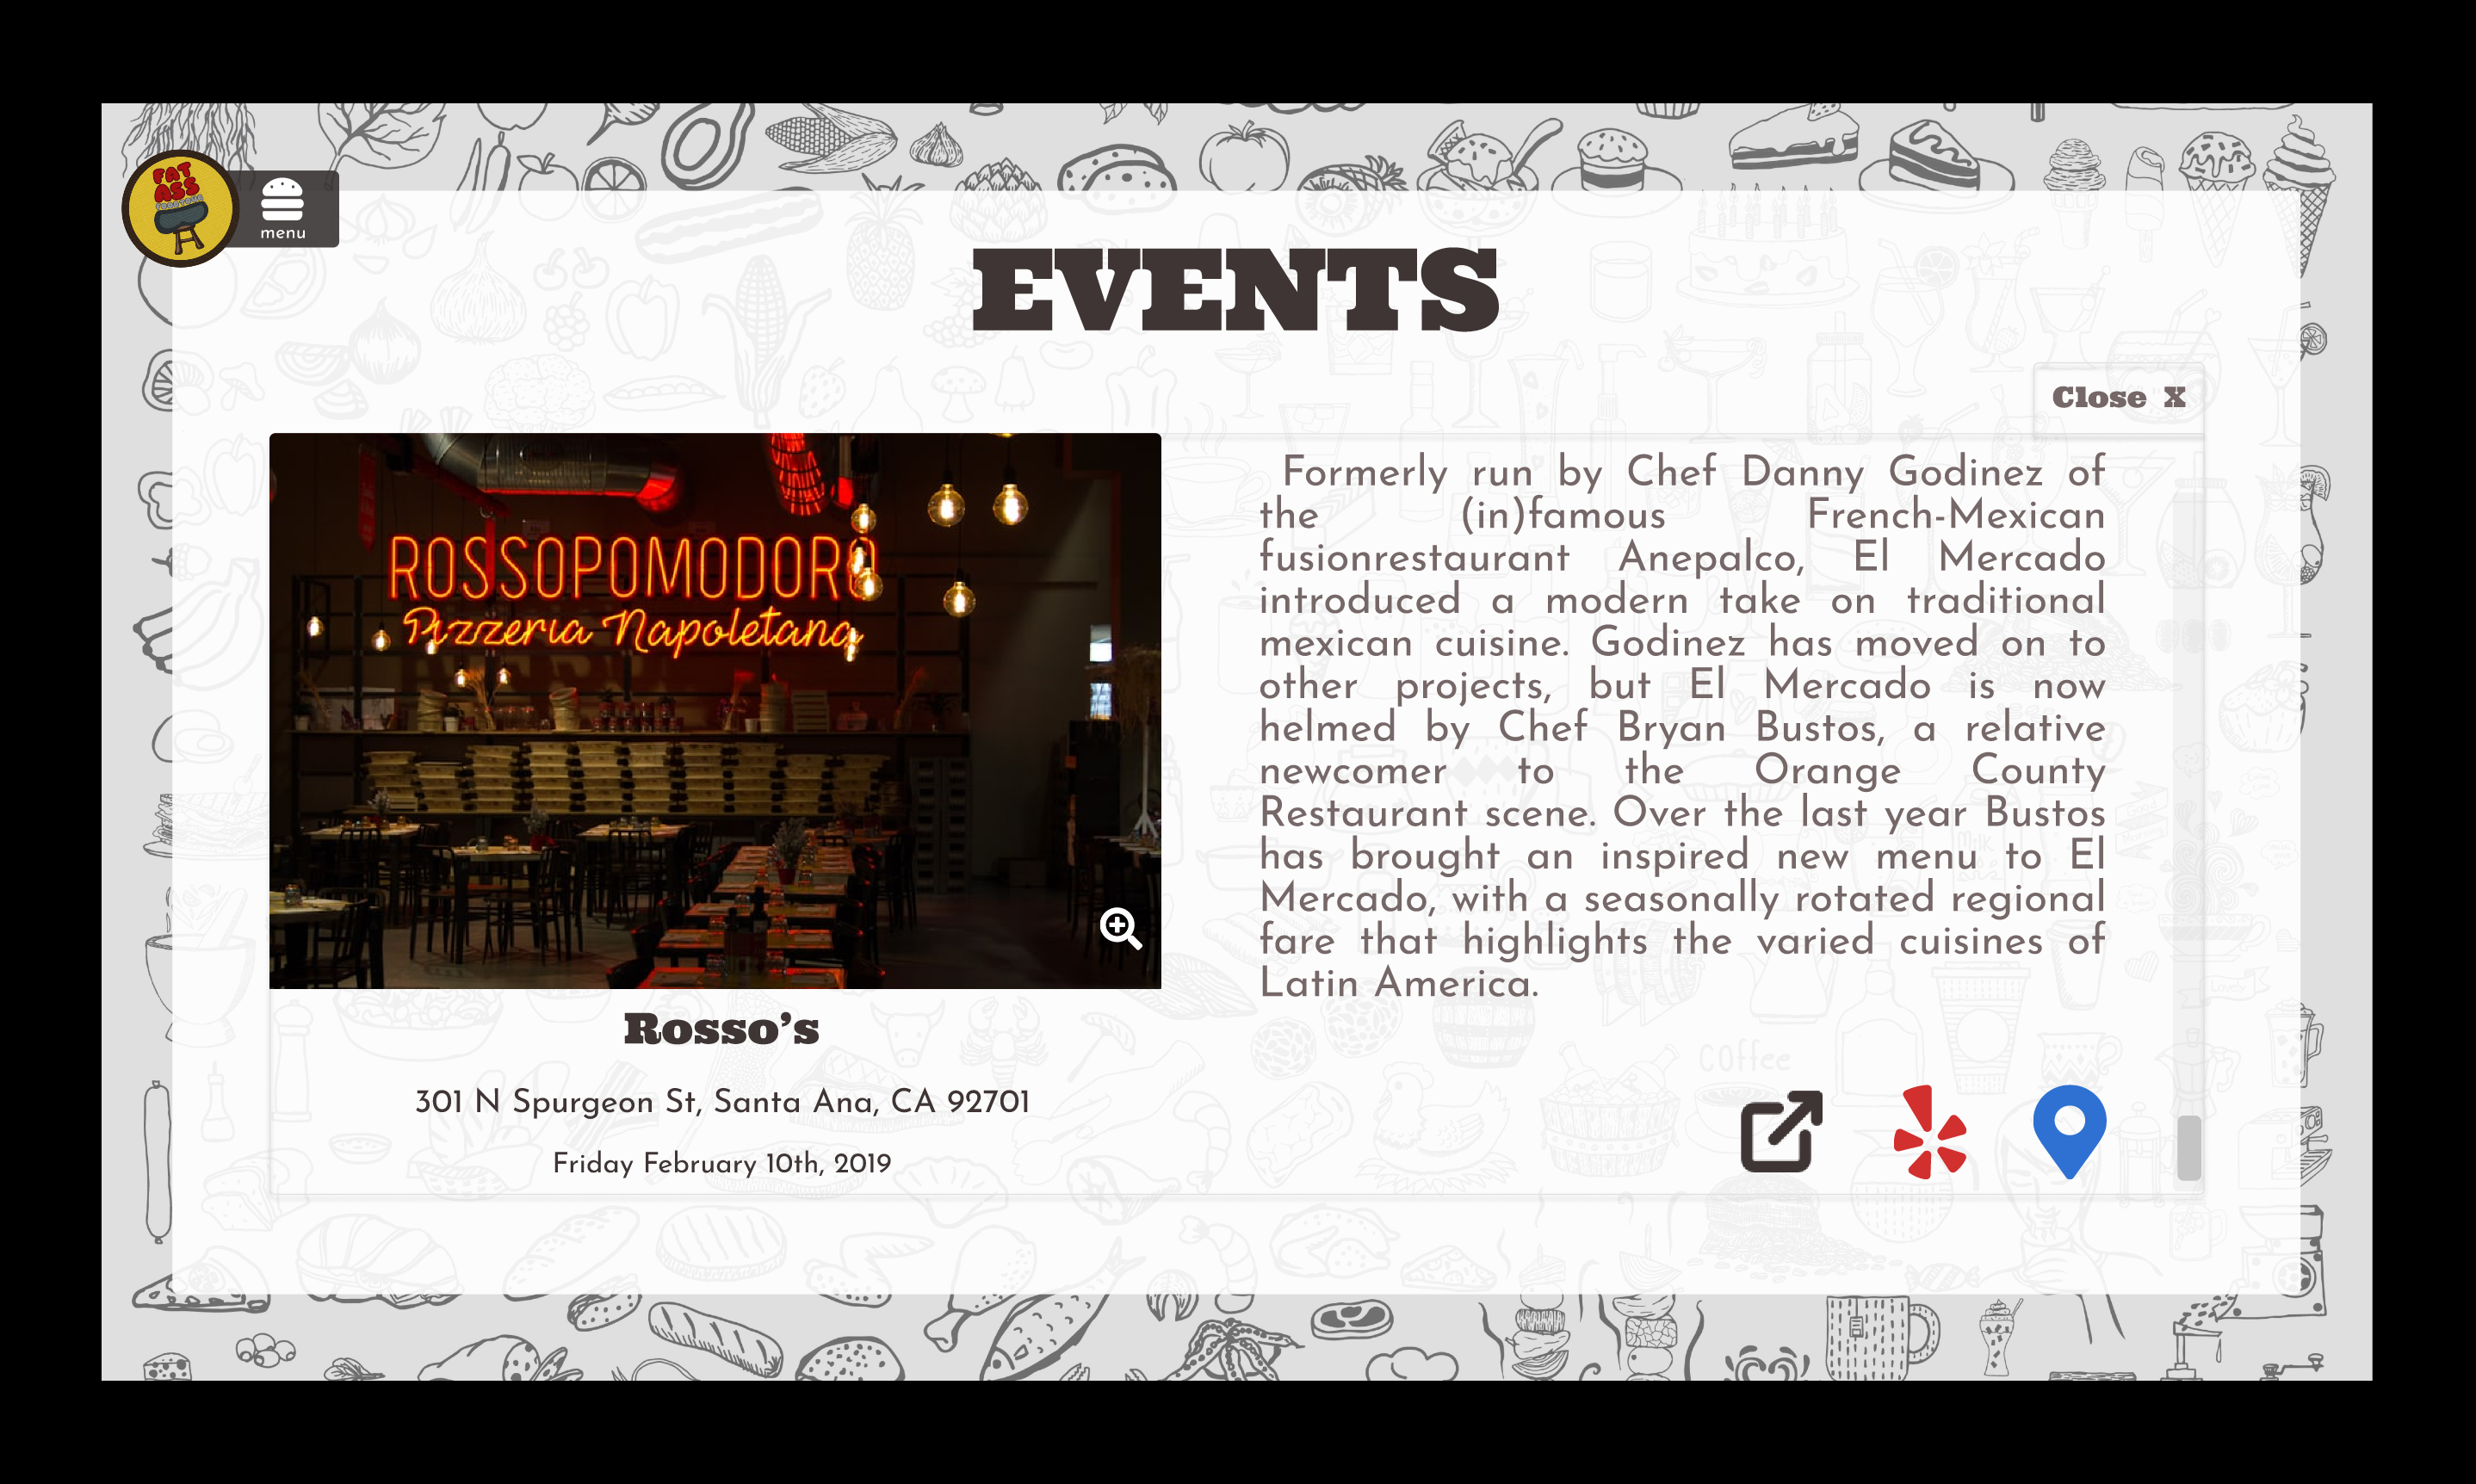 FAT
ASS
menu
EVENTS
Close X
ROSSOPOMODORO
Pizzeria Napoletana
Formerly run by Chef Danny Godinez of
the (in)famous French-Mexican
fusionrestaurant Anepalco, El Mercado
introduced a modern take on traditional
mexican cuisine. Godinez has moved on to
other projects, but El Mercado is now
helmed by Chef Bryan Bustos, a relative
newcomer to the Orange County
Restaurant scene. Over the last year Bustos
has brought an inspired new menu to El
Mercado, with a seasonally rotated regional
fare that highlights the varied cuisines of
Latin America.
Rosso's
301 N Spurgeon St, Santa Ana, CA 92701
Friday February 10th, 2019
coffee